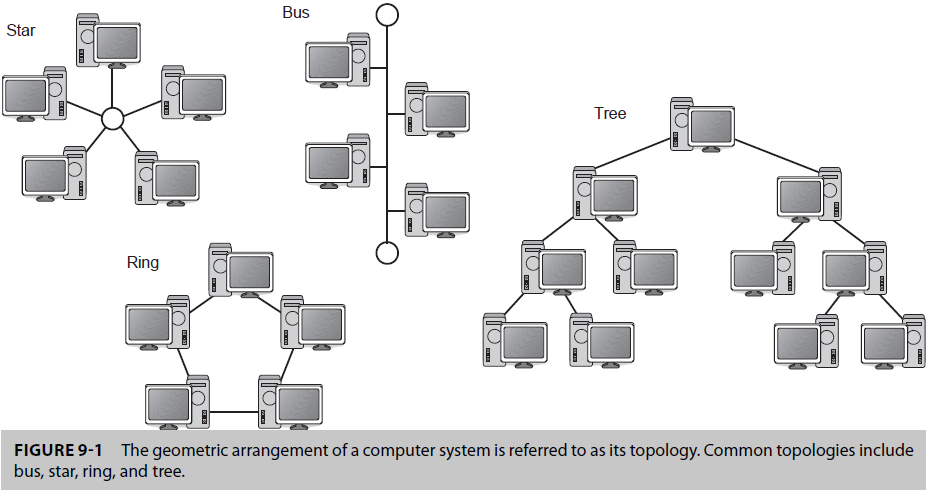 Star
Bus
Tree
Ring
FIGURE 9-1 The geometric arrangement of a computer system is referred to as its topology. Common topologies include
bus, star, ring, and tree.